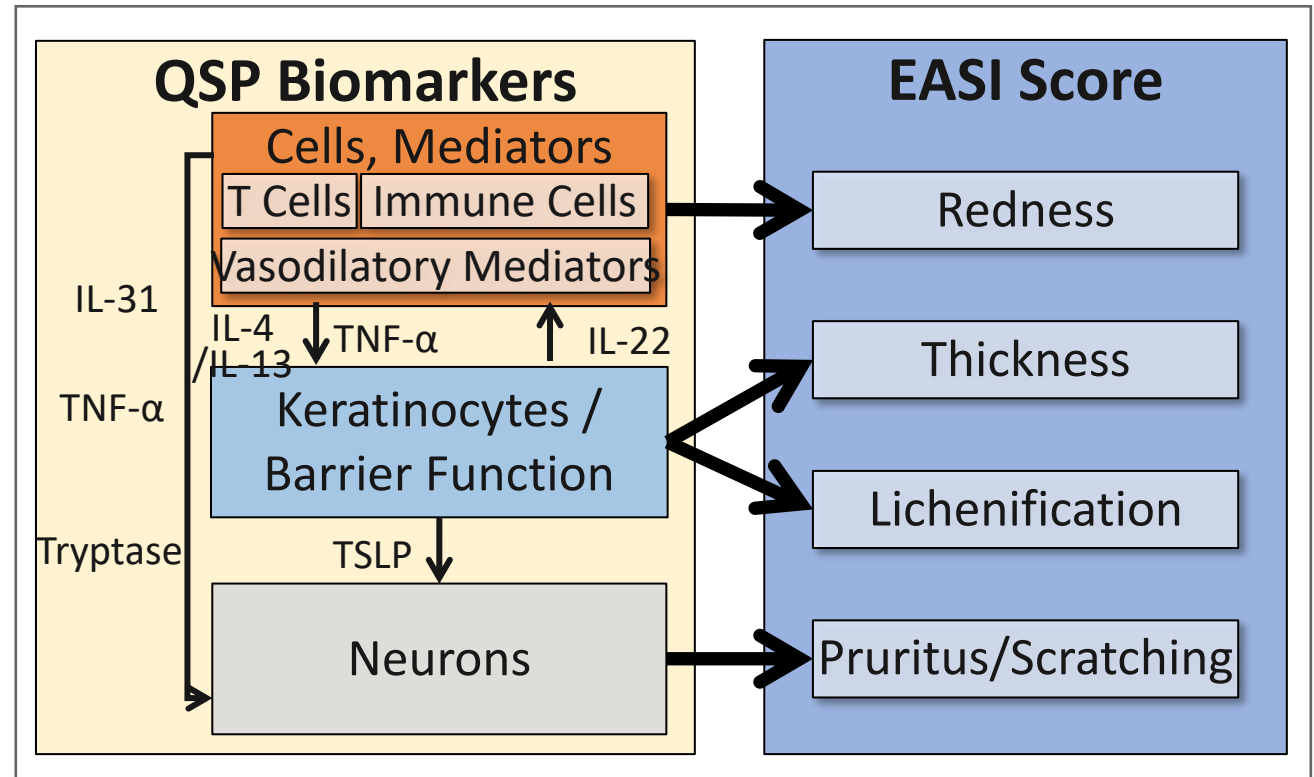 QSP Biomarkers
Cells, Mediators
T Cells
Immune Cells
Vasodilatory Mediators
IL-31
TNF-α
Tryptase
IL-4
/IL-13
TNF-α
IL-22
Keratinocytes /
Barrier Function
TSLP
Neurons
EASI Score
Redness
Thickness
Lichenification
Pruritus/Scratching